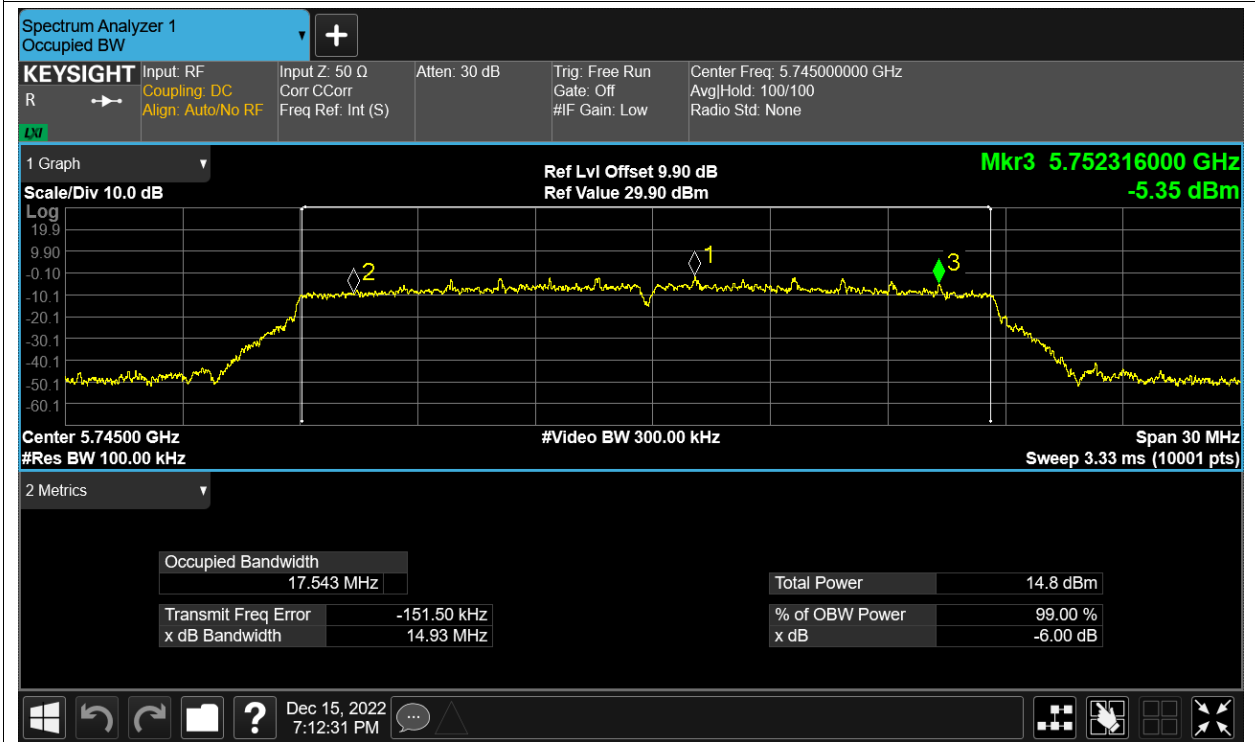 Spectrum Analyzer 1
Occupied BW
KEYSIGHT
R
LXI
Input: RF
Coupling: DC
Align: Auto/No RF
Input Z: 50 Ω
Corr CCorr
Freq Ref: Int (S)
Atten: 30 dB
Trig: Free Run
Gate: Off
#IF Gain: Low
Center Freq: 5.745000000 GHz
Avg|Hold: 100/100
Radio Std: None
1 Graph
Scale/Div 10.0 dB
Ref Lvl Offset 9.90 dB
Ref Value 29.90 dBm
Mkr3 5.752316000 GHz
-5.35 dBm
Log
19.9
9.90
-0.10
-10.1
-20.1
-30.1
-40.1
-50.1
-60.1
2
1
3
Center 5.74500 GHz
#Res BW 100.00 kHz
#Video BW 300.00 kHz
Span 30 MHz
Sweep 3.33 ms (10001 pts)
2 Metrics
Occupied Bandwidth
17.543 MHz
Transmit Freq Error -151.50 kHz
x dB Bandwidth 14.93 MHz
Total Power 14.8 dBm
% of OBW Power 99.00 %
x dB -6.00 dB
?
Dec 15, 2022
7:12:31 PM